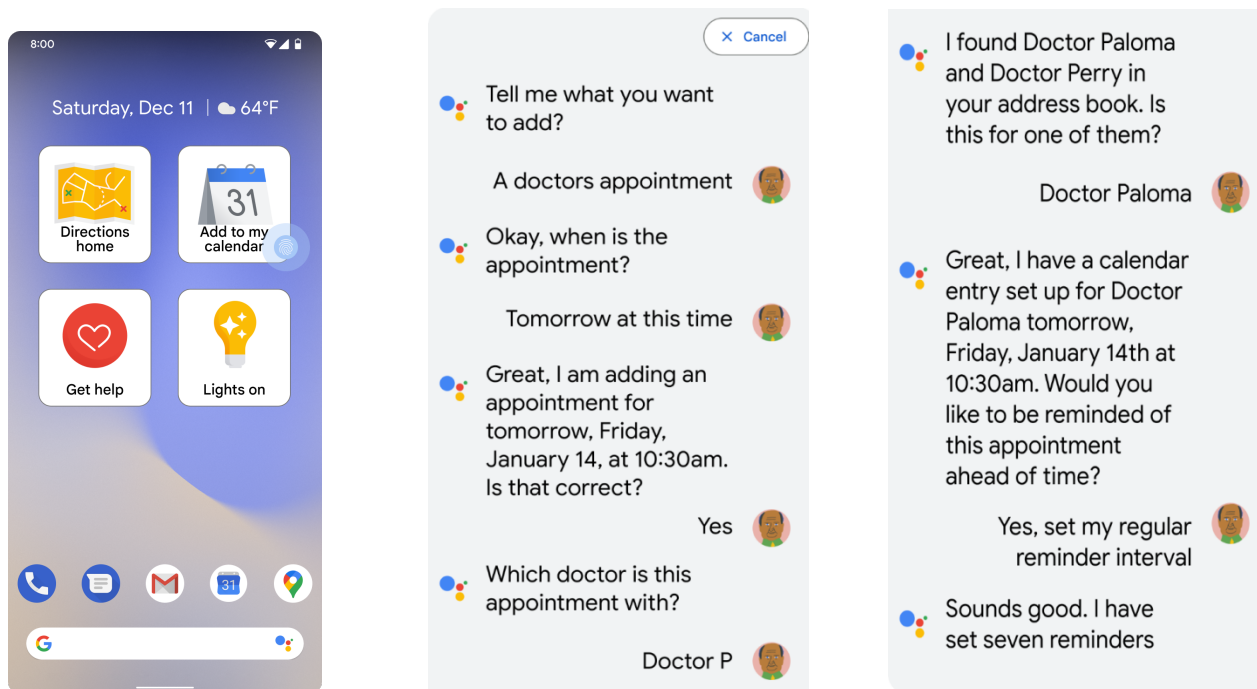 8:00
Saturday, Dec 11 | 64°F
31
Directions
home
Add to my
calendar
Get help
Lights on
31
G
Cancel
Tell me what you want
to add?
A doctors appointment
Okay, when is the
appointment?
Tomorrow at this time
Great, I am adding an
appointment for
tomorrow, Friday,
January 14, at 10:30am.
Is that correct?
Yes
Which doctor is this
appointment with?
Doctor P
I found Doctor Paloma
and Doctor Perry in
your address book. Is
this for one of them?
Doctor Paloma
Great, I have a calendar
entry set up for Doctor
Paloma tomorrow,
Friday, January 14th at
10:30am. Would you
like to be reminded of
this appointment
ahead of time?
Yes, set my regular
reminder interval
Sounds good. I have
set seven reminders